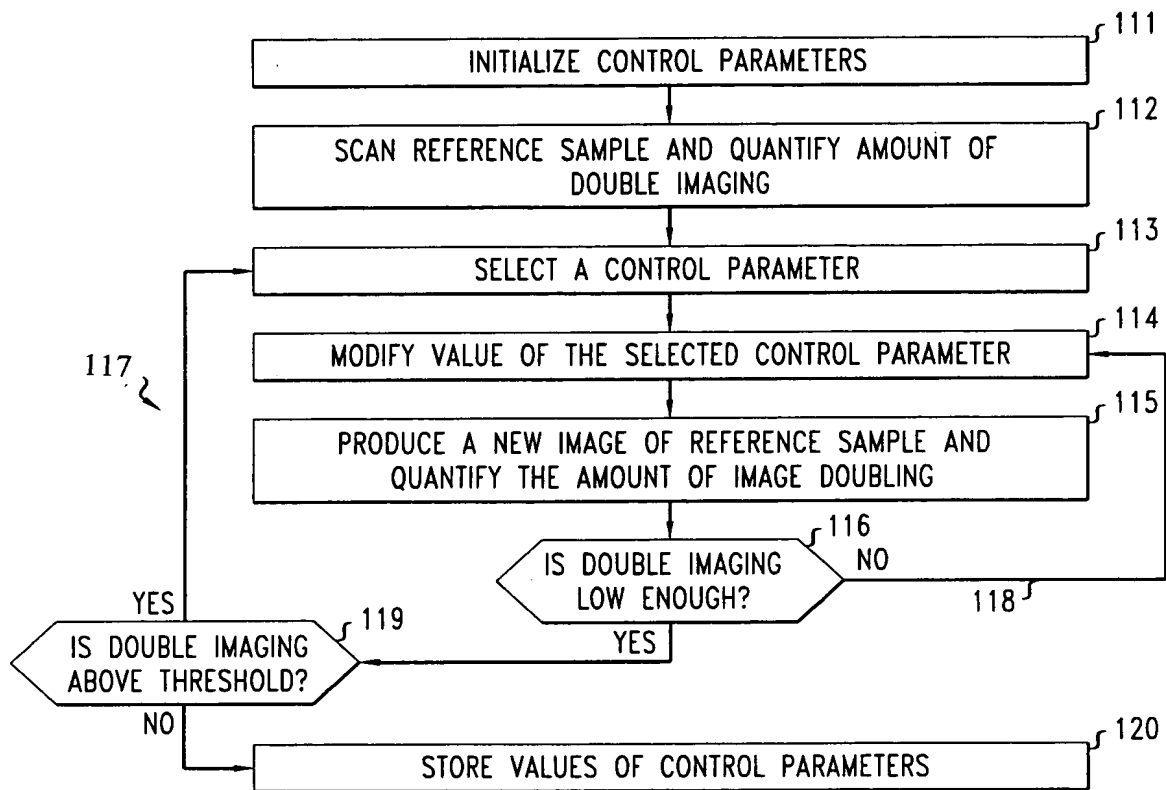 111
INITIALIZE CONTROL PARAMETERS
112
SCAN REFERENCE SAMPLE AND QUANTIFY AMOUNT OF
DOUBLE IMAGING
113
SELECT A CONTROL PARAMETER
114
MODIFY VALUE OF THE SELECTED CONTROL PARAMETER
117
115
PRODUCE A NEW IMAGE OF REFERENCE SAMPLE AND
QUANTIFY THE AMOUNT OF IMAGE DOUBLING
116
IS DOUBLE IMAGING
LOW ENOUGH?
NO
118
YES
YES
119
IS DOUBLE IMAGING
ABOVE THRESHOLD?
NO
120
STORE VALUES OF CONTROL PARAMETERS